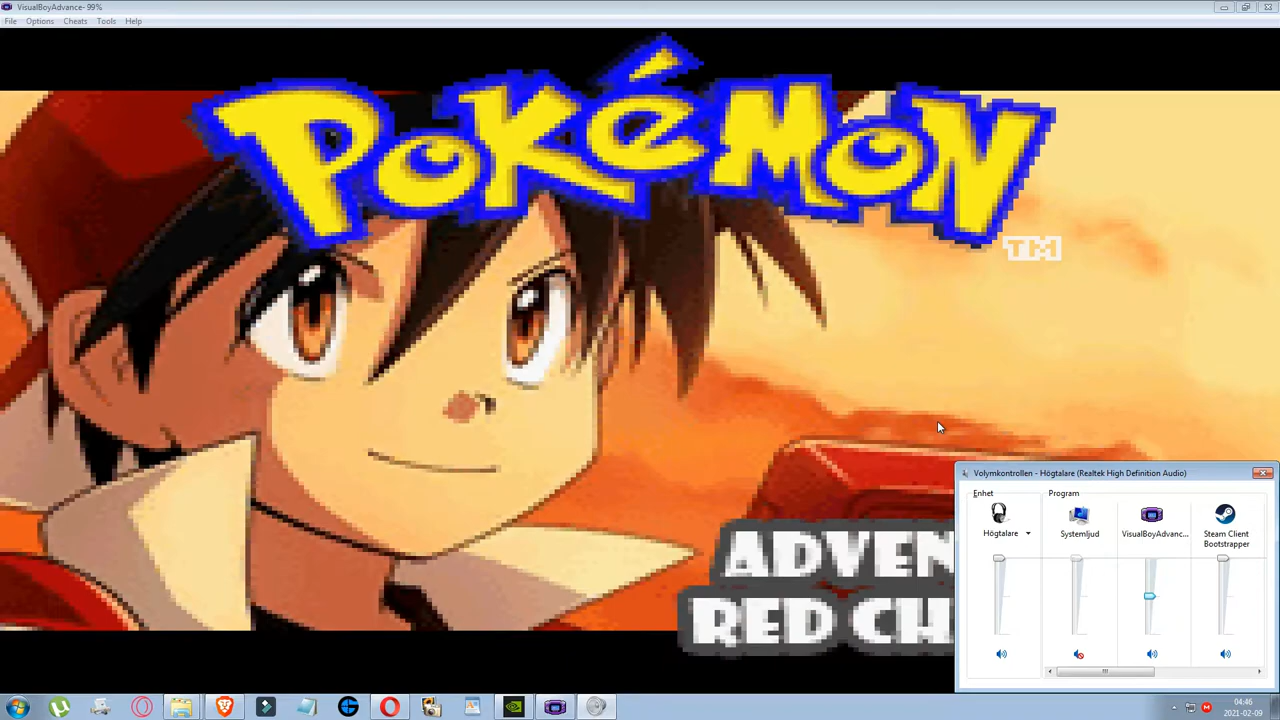 VisualBoyAdvance- 99%
File Options Cheats Tools Help
POKéMON
TM
ADVEN
RED CH
Volymkontrollen - Högtalare (Realtek High Definition Audio)
Enhet Program
Högtalare Systemljud VisualBoyAdvanc... Steam Client Bootstrapper
04:46
2021-02-09